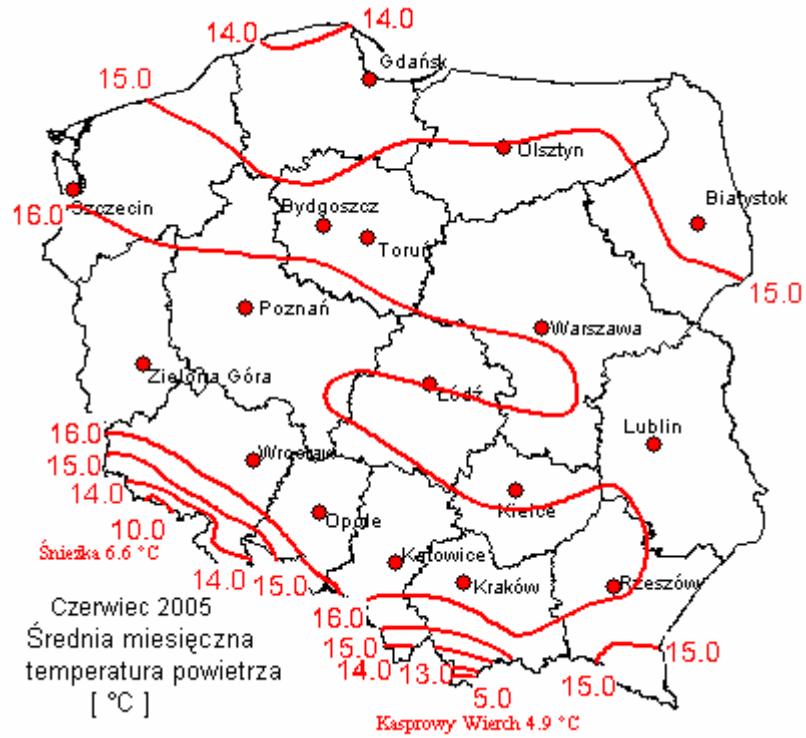 14.0
14.0
Gdańsk
15.0
Olsztyn
Białystok
Szczecin
16.0
Bydgoszcz
Toruń
15.0
Poznań
Warszawa
Zielona Góra
Łódź
16.0
Lublin
15.0
Wrocław
14.0
Kielce
10.0
Opole
Śnieżka 6.6 °C
Katowice
14.0
15.0
Kraków
Rzeszów
16.0
Czerwiec 2005
Średnia miesięczna
15.0
15.0
temperatura powietrza
14.0
13.0
15.0
[ °C ]
5.0
Kasprowy Wierch 4.9 °C